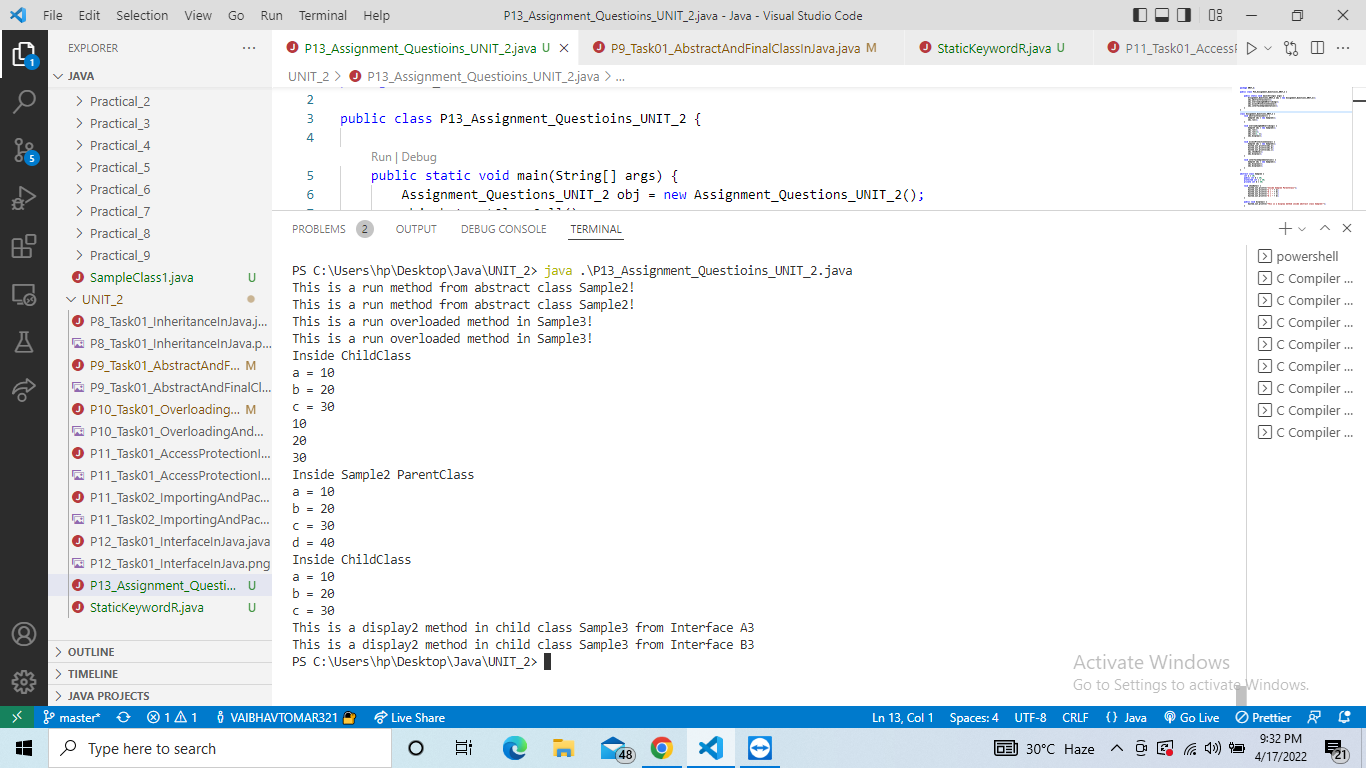 File Edit Selection View Go Run Terminal Help P13_Assignment_Questioins_UNIT_2.java - Java - Visual Studio Code
EXPLORER
JAVA
Practical_2
Practical_3
Practical_4
Practical_5
Practical_6
Practical_7
Practical_8
Practical_9
SampleClass1.java U
UNIT_2
P8_Task01_InheritanceInJava.j...
P8_Task01_InheritanceInJava.p...
P9_Task01_AbstractAndF... M
P9_Task01_AbstractAndFinalCl...
P10_Task01_Overloading... M
P10_Task01_OverloadingAnd...
P11_Task01_AccessProtectionI...
P11_Task01_AccessProtectionI...
P11_Task02_ImportingAndPac...
P11_Task02_ImportingAndPac...
P12_Task01_InterfaceInJava.java
P12_Task01_InterfaceInJava.png
P13_Assignment_Questi... U
StaticKeywordR.java U
OUTLINE
TIMELINE
JAVA PROJECTS
1
5
P13_Assignment_Questioins_UNIT_2.java U P9_Task01_AbstractAndFinalClassInJava.java M StaticKeywordR.java U P11_Task01_AccessP
UNIT_2 > P13_Assignment_Questioins_UNIT_2.java > ...
2
3 public class P13_Assignment_Questioins_UNIT_2 {
4
Run | Debug
5 public static void main(String[] args) {
6 Assignment_Questions_UNIT_2 obj = new Assignment_Questions_UNIT_2();
PROBLEMS 2 OUTPUT DEBUG CONSOLE TERMINAL
PS C:\Users\hp\Desktop\Java\UNIT_2> java .\P13_Assignment_Questioins_UNIT_2.java
This is a run method from abstract class Sample2!
This is a run method from abstract class Sample2!
This is a run overloaded method in Sample3!
This is a run overloaded method in Sample3!
Inside ChildClass
a = 10
b = 20
c = 30
10
20
30
Inside Sample2 ParentClass
a = 10
b = 20
c = 30
d = 40
Inside ChildClass
a = 10
b = 20
c = 30
This is a display2 method in child class Sample3 from Interface A3
This is a display2 method in child class Sample3 from Interface B3
PS C:\Users\hp\Desktop\Java\UNIT_2>
powershell
C Compiler ...
C Compiler ...
C Compiler ...
C Compiler ...
C Compiler ...
C Compiler ...
C Compiler ...
C Compiler ...
Activate Windows
Go to Settings to activate Windows.
master* 1 1 VAIBHAVTOMAR321 Live Share Ln 13, Col 1 Spaces: 4 UTF-8 CRLF {} Java Go Live Prettier
Type here to search 48 30°C Haze 9:32 PM
4/17/2022 21